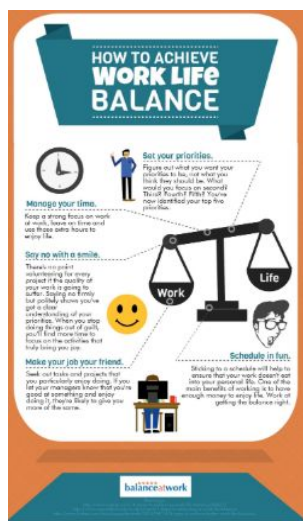 HOW TO ACHIEVE
WORK LIFE
BALANCE
Set your priorities.
Figure out what you want your
priorities to be, not what you
think they should be. What
would you focus on second?
Third? Fourth? Fifth? You've
now identified your top five
priorities.
Manage your time.
Keep a strong focus on work
at work, leave on time and
use those extra hours to
enjoy life.
Say no with a smile.
There's no point
volunteering for every
project if the quality of
your work is going to
suffer. Saying no firmly
but politely shows you've
got a clear
understanding of your
priorities. When you stop
doing things out of guilt,
you'll find more time to
focus on the activities that
truly bring you joy.
Work
Life
Make your job your friend.
Seek out tasks and projects that
you particularly enjoy doing. If you
let your managers know that you're
good at something and enjoy
doing it, they're likely to give you
more of the same.
Schedule in fun.
Sticking to a schedule will help to
ensure that your work doesn't eat
into your personal life. One of the
main benefits of working is to have
enough money to enjoy life. Work at
getting the balance right.
balanceatwork